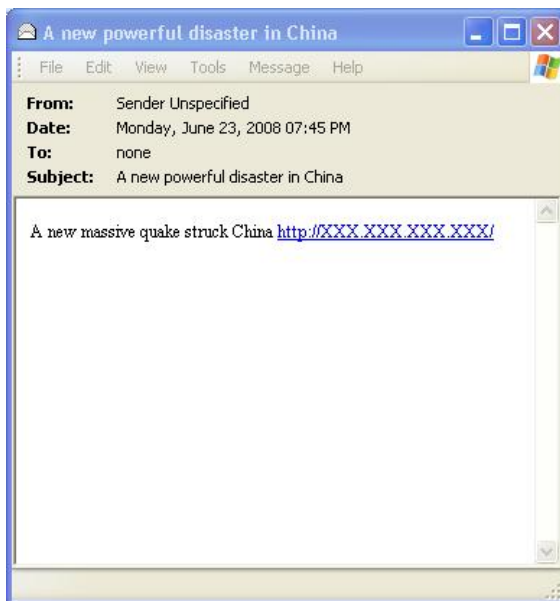 A new powerful disaster in China
File Edit View Tools Message Help
From: Sender Unspecified
Date: Monday, June 23, 2008 07:45 PM
To: none
Subject: A new powerful disaster in China
A new massive quake struck China http://XXX.XXX.XXX.XXX/